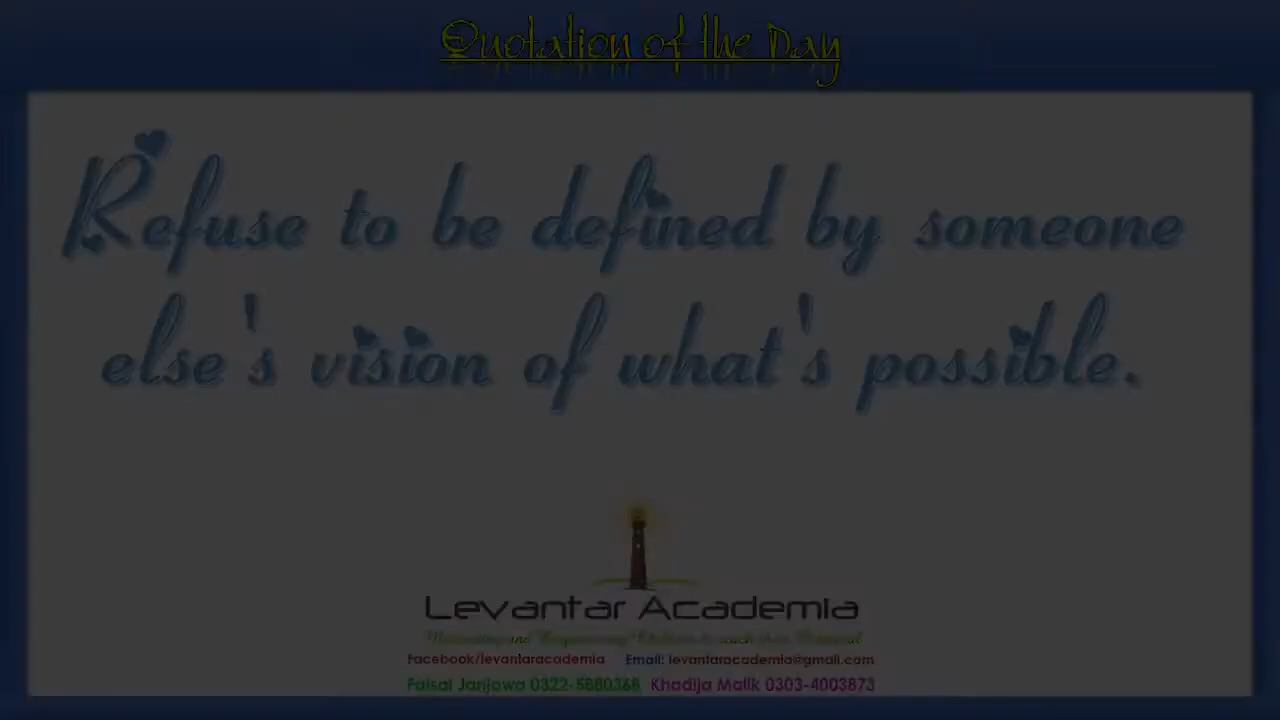 Quotation of the Day
Refuse to be defined by someone
else's vision of what's possible.
Levantar Academia
Facebook/levantaracademia Email: levantaracademia@gmail.com
Faisal Janjowa 0322-5880368 Khadija Malik 0303-4003873